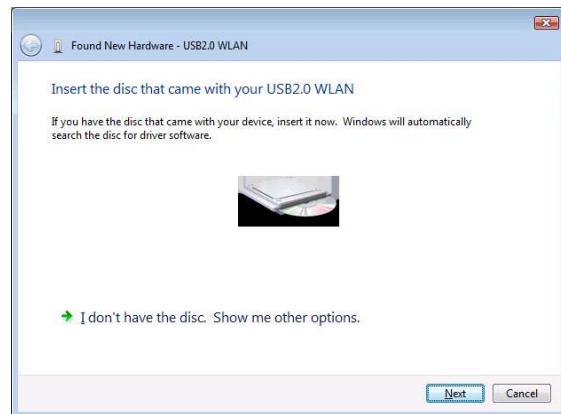 Found New Hardware - USB2.0 WLAN
Insert the disc that came with your USB2.0 WLAN
If you have the disc that came with your device, insert it now. Windows will automatically
search the disc for driver software.
I don't have the disc. Show me other options.
Next Cancel